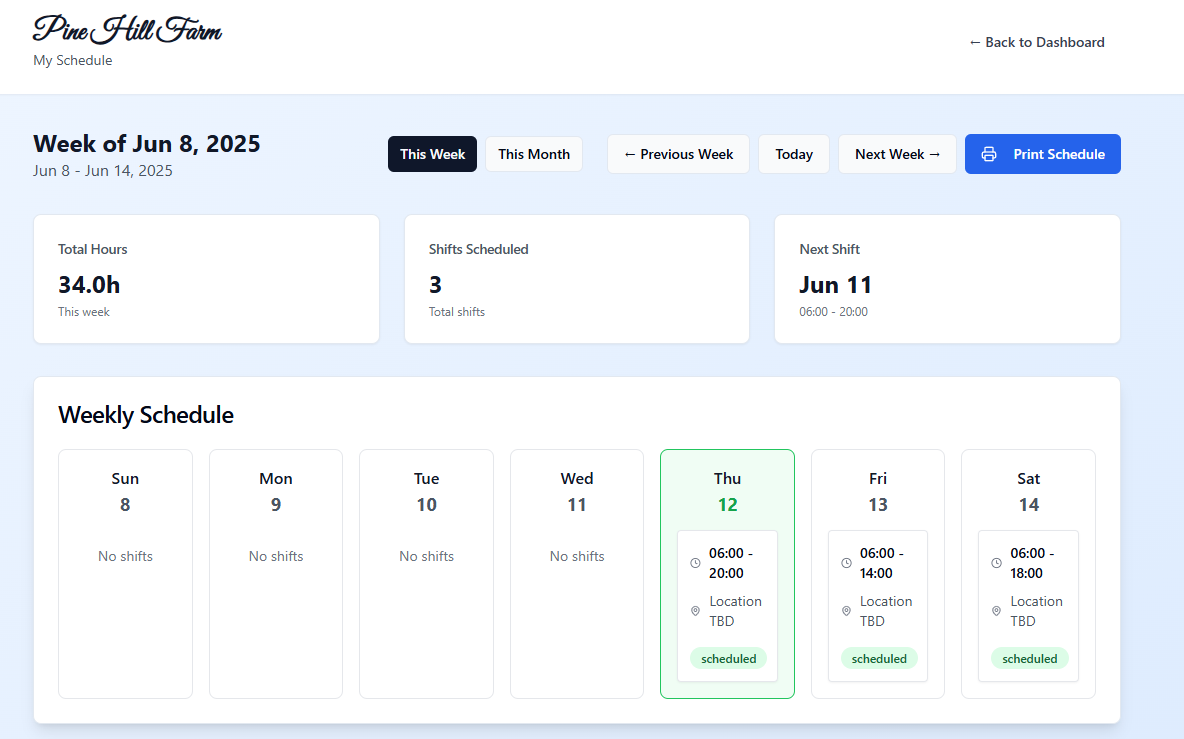 Pine Hill Farm
My Schedule
← Back to Dashboard
Week of Jun 8, 2025
Jun 8 - Jun 14, 2025
This Week
This Month
← Previous Week
Today
Next Week →
Print Schedule
Total Hours
34.0h
This week
Shifts Scheduled
3
Total shifts
Next Shift
Jun 11
06:00 - 20:00
Weekly Schedule
Sun
8
No shifts
Mon
9
No shifts
Tue
10
No shifts
Wed
11
No shifts
Thu
12
06:00 -
20:00
Location
TBD
scheduled
Fri
13
06:00 -
14:00
Location
TBD
scheduled
Sat
14
06:00 -
18:00
Location
TBD
scheduled